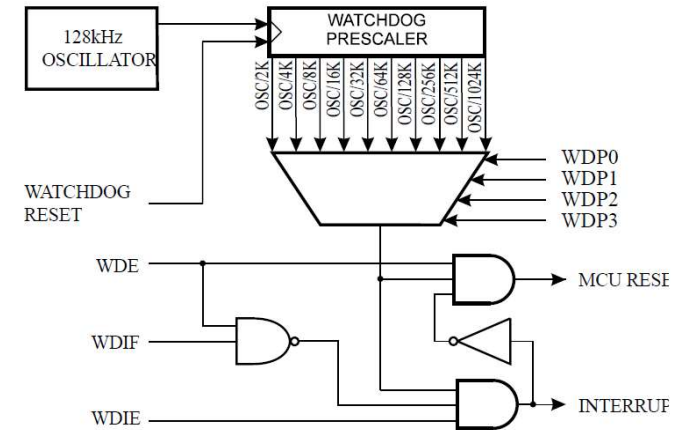 128kHz
OSCILLATOR
WATCHDOG
PRESCALER
OSC/2K
OSC/4K
OSC/8K
OSC/16K
OSC/32K
OSC/64K
OSC/128K
OSC/256K
OSC/512K
OSC/1024K
WATCHDOG
RESET
WDP0
WDP1
WDP2
WDP3
WDE
MCU RESE
WDIF
WDIE
INTERRUP